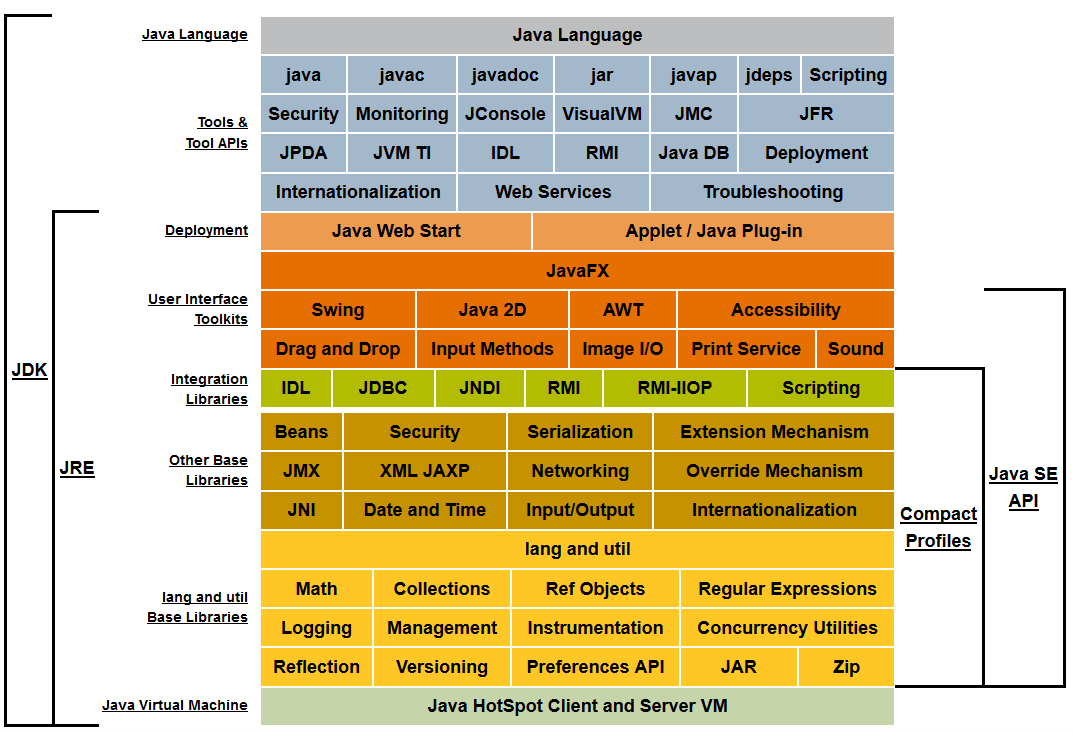 Java Language
Java Language
Tools &
Tool APIs
java
javac
javadoc
jar
javap
jdeps
Scripting
Security
Monitoring
JConsole
VisualVM
JMC
JFR
JPDA
JVM TI
IDL
RMI
Java DB
Deployment
Internationalization
Web Services
Troubleshooting
Deployment
Java Web Start
Applet / Java Plug-in
User Interface
Toolkits
JavaFX
Swing
Java 2D
AWT
Accessibility
Drag and Drop
Input Methods
Image I/O
Print Service
Sound
Integration
Libraries
IDL
JDBC
JNDI
RMI
RMI-IIOP
Scripting
Other Base
Libraries
Beans
Security
Serialization
Extension Mechanism
JMX
XML JAXP
Networking
Override Mechanism
JNI
Date and Time
Input/Output
Internationalization
lang and util
Base Libraries
lang and util
Math
Collections
Ref Objects
Regular Expressions
Logging
Management
Instrumentation
Concurrency Utilities
Reflection
Versioning
Preferences API
JAR
Zip
Java Virtual Machine
Java HotSpot Client and Server VM
JDK
JRE
Compact
Profiles
Java SE
API